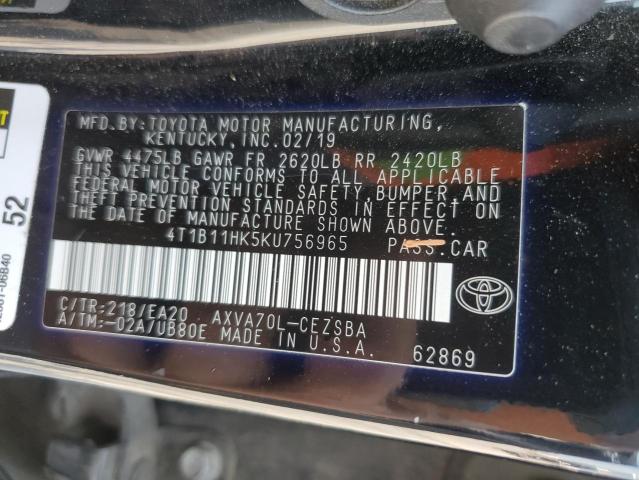 MFD.BY:TOYOTA MOTOR MANUFACTURING,
KENTUCKY,INC.02/19
GVWR 4475LB GAWR FR 2620LB RR 2420LB
THIS VEHICLE CONFORMS TO ALL APPLICABLE
FEDERAL MOTOR VEHICLE SAFETY,BUMPER,AND
THEFT PREVENTION STANDARDS IN EFFECT ON
THE DATE OF MANUFACTURE SHOWN ABOVE.
4T1B11HK5KU756965 PASS.CAR
C/TR:218/EA20 AXVA70L-CEZSBA
A/TM:-02A/UB80E MADE IN U.S.A.
62869
52